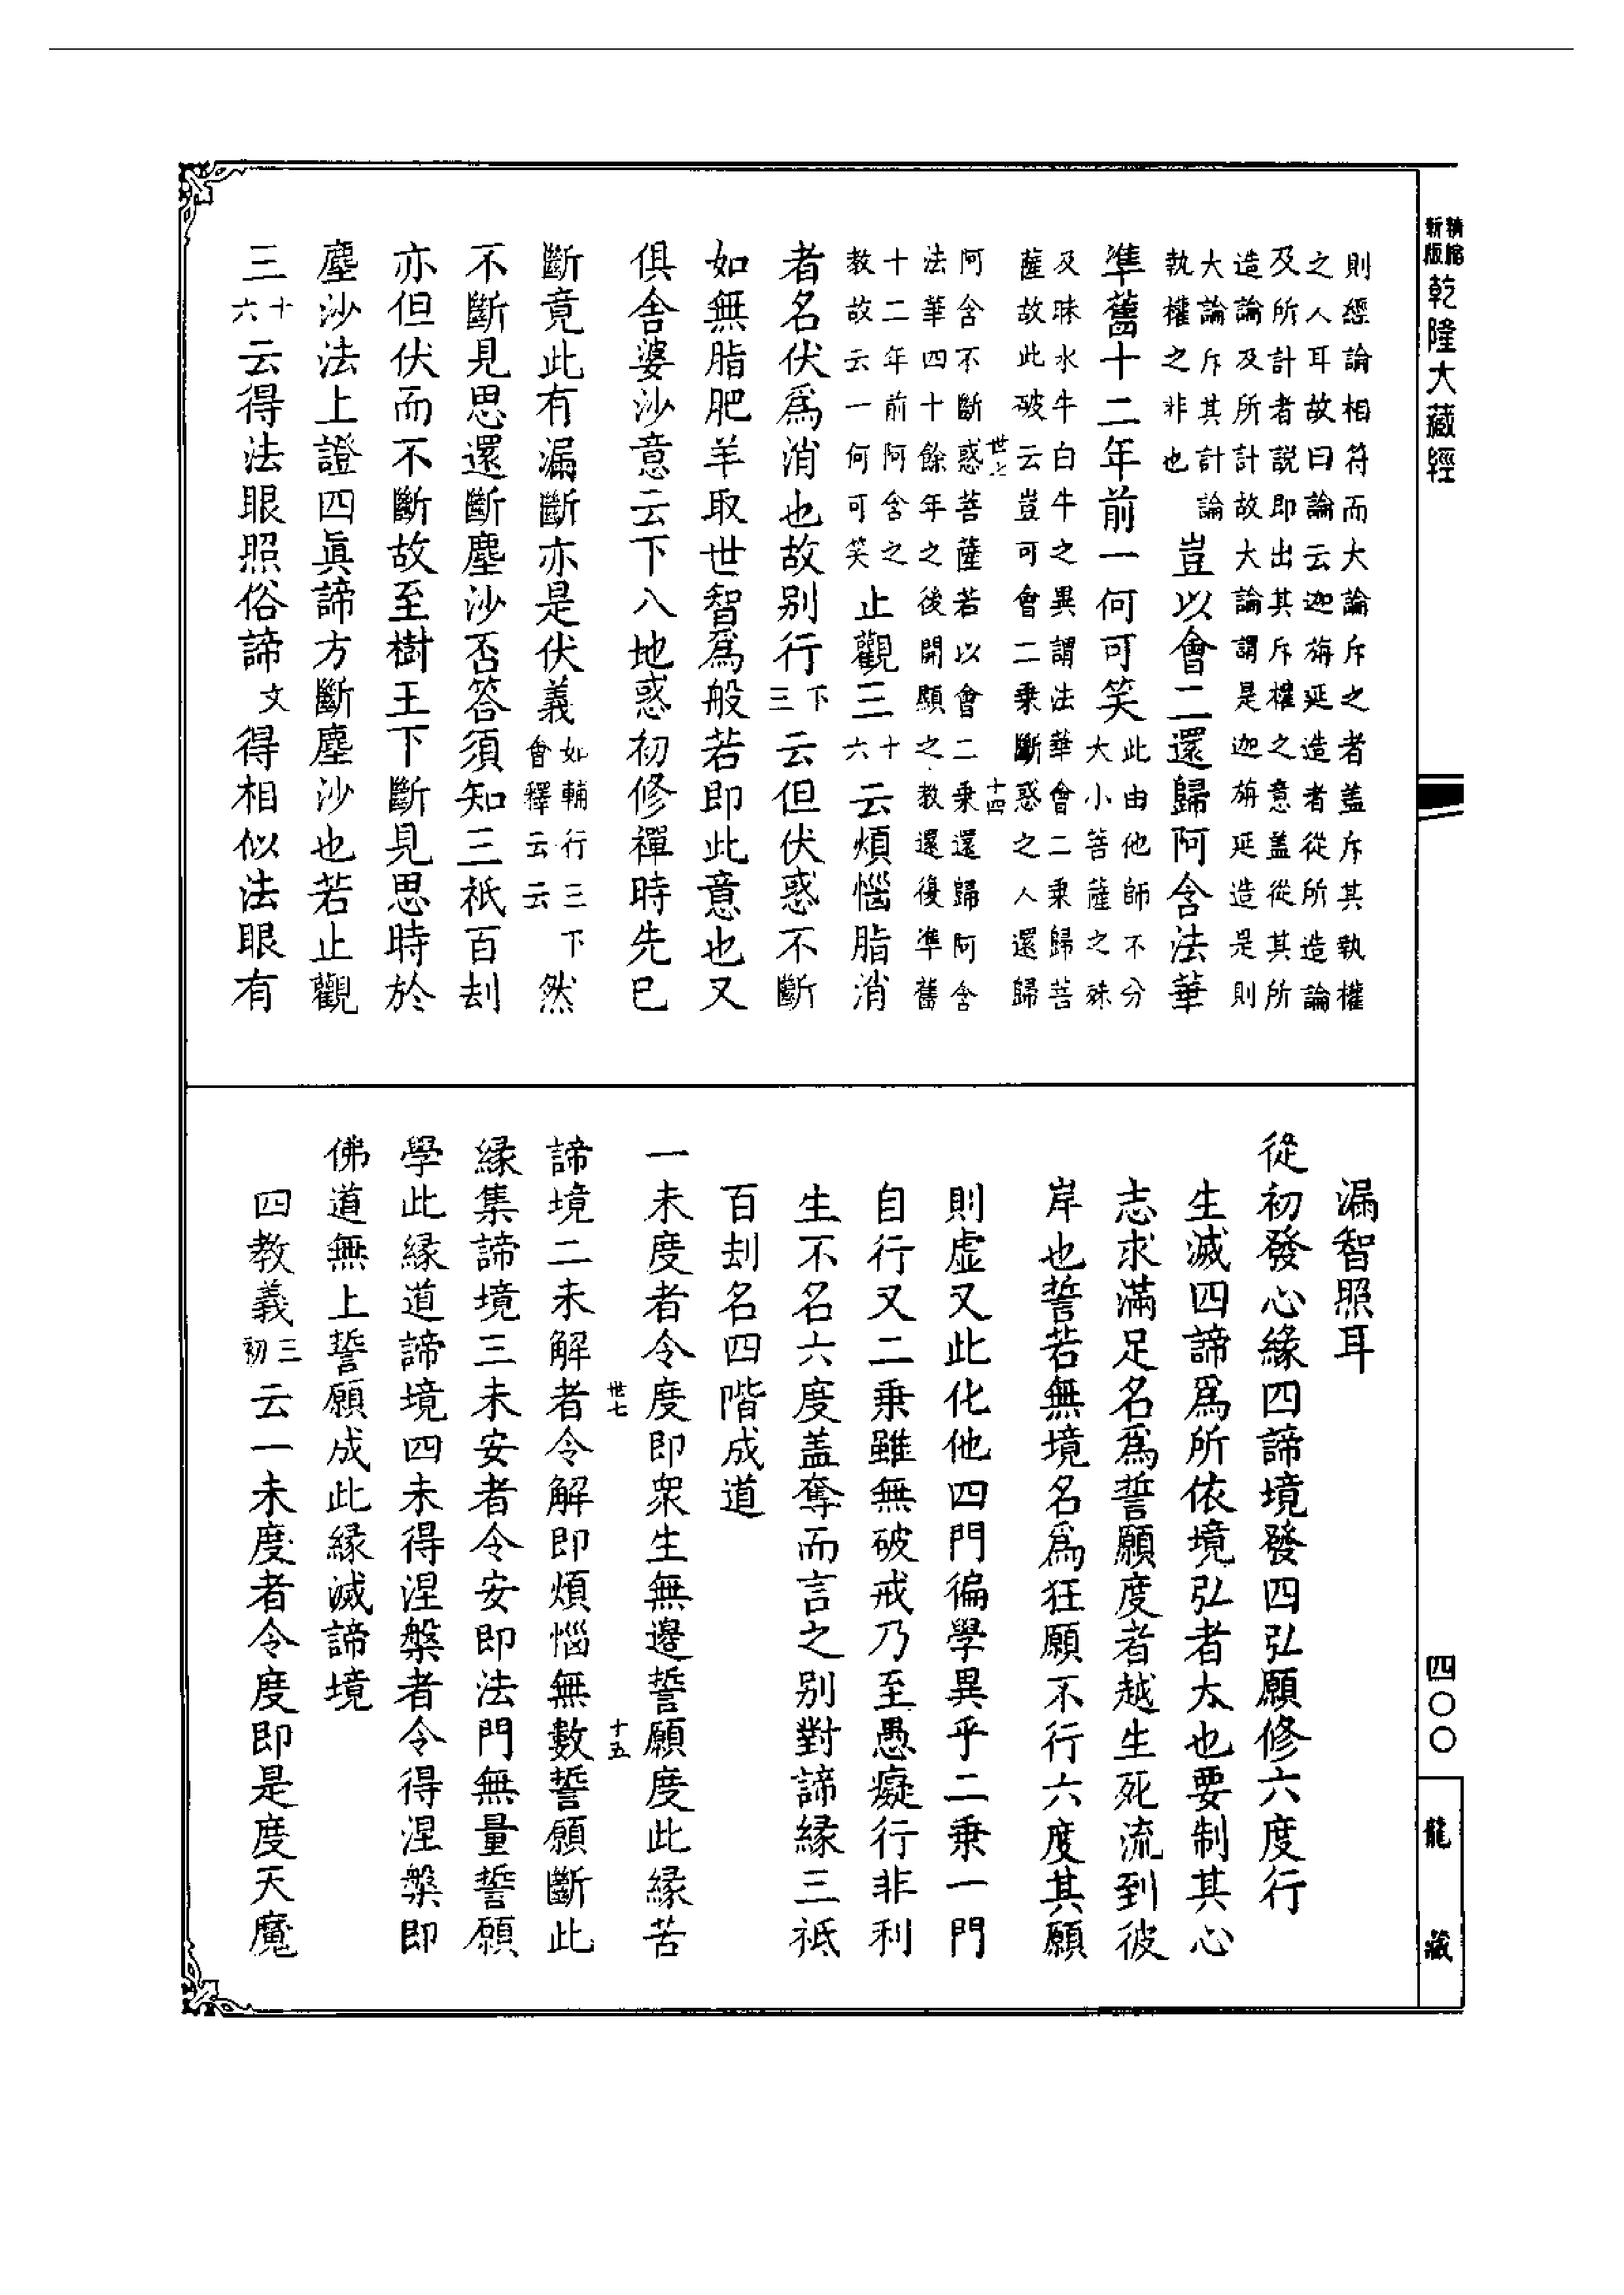 精縮
新版
乾隆大藏經
則經論相符而大論斥之者盖斥其執權
之人耳故曰論云迦旃延造者從所造論
及所計者說即出其斥權之意盖從其所
造論及所計故大論謂是迦旃延造是則
大論斥其計論
執權之非也
豈以會二還歸阿含法華
準舊十二年前一何可笑
此由他師不分
大小菩薩之殊
及昧水牛白牛之異謂法華會二乗歸菩
薩故此破云豈可會二乗斷惑之人還歸
世七
十四
阿含不斷惑菩薩若以會二乗還歸阿含
法華四十餘年之後開顯之教還復準舊
十二年前阿含之
教故云一何可笑
止觀三
十
六
云煩惱脂消
者名伏爲消也故别行
下
三
云但伏惑不斷
如無脂肥羊取世智爲般若即此意也又
俱舍婆沙意云下八地惑初修禪時先已
斷竟此有漏斷亦是伏義
如輔行三下
會釋云云
然
不斷見思還斷塵沙否答須知三祇百刦
亦但伏而不斷故至樹王下斷見思時於
塵沙法上證四眞諦方斷塵沙也若止觀
三
十
六
云得法眼照俗諦
文
得相似法眼有
漏智照耳
從初發心緣四諦境發四弘願修六度行
生滅四諦爲所依境弘者大也要制其心
志求滿足名爲誓願度者越生死流到彼
岸也誓若無境名爲狂願不行六度其願
則虛又此化他四門徧學異乎二乗一門
自行又二乗雖無破戒乃至愚癡行非利
生不名六度盖奪而言之别對諦緣三祇
百刦名四階成道
一未度者令度即衆生無邊誓願度此緣苦
世七
十五
諦境二未解者令解即煩惱無數誓願斷此
緣集諦境三未安者令安即法門無量誓願
學此緣道諦境四未得涅槃者令得涅槃即
佛道無上誓願成此緣滅諦境
四教義
三
初
云一未度者令度即是度天魔
四〇〇
龍藏